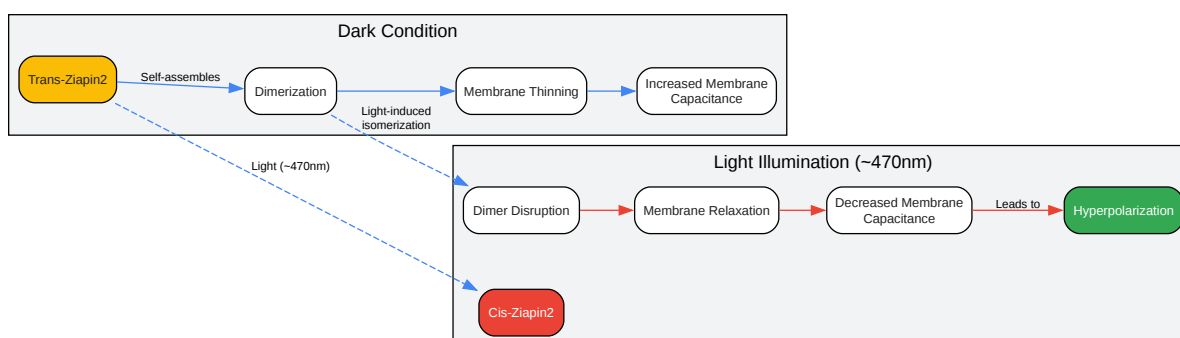 Dark Condition
Trans-Ziapin2
Self-assembles
Dimerization
Membrane Thinning
Increased Membrane
Capacitance
Light-induced
isomerization
Light (~470nm)
Light Illumination (~470nm)
Dimer Disruption
Membrane Relaxation
Decreased Membrane
Capacitance
Leads to
Hyperpolarization
Cis-Ziapin2